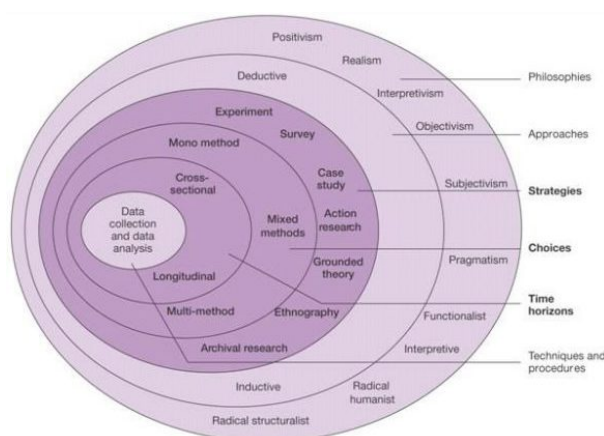 Positivism
Realism
Philosophies
Deductive
Interpretivism
Experiment
Objectivism
Approaches
Survey
Mono method
Case
study
Subjectivism
Strategies
Cross-
sectional
Action
research
Data
collection
and data
analysis
Mixed
methods
Choices
Grounded
theory
Pragmatism
Longitudinal
Time
horizons
Multi-method
Ethnography
Functionalist
Archival research
Interpretive
Techniques and
procedures
Inductive
Radical
humanist
Radical structuralist